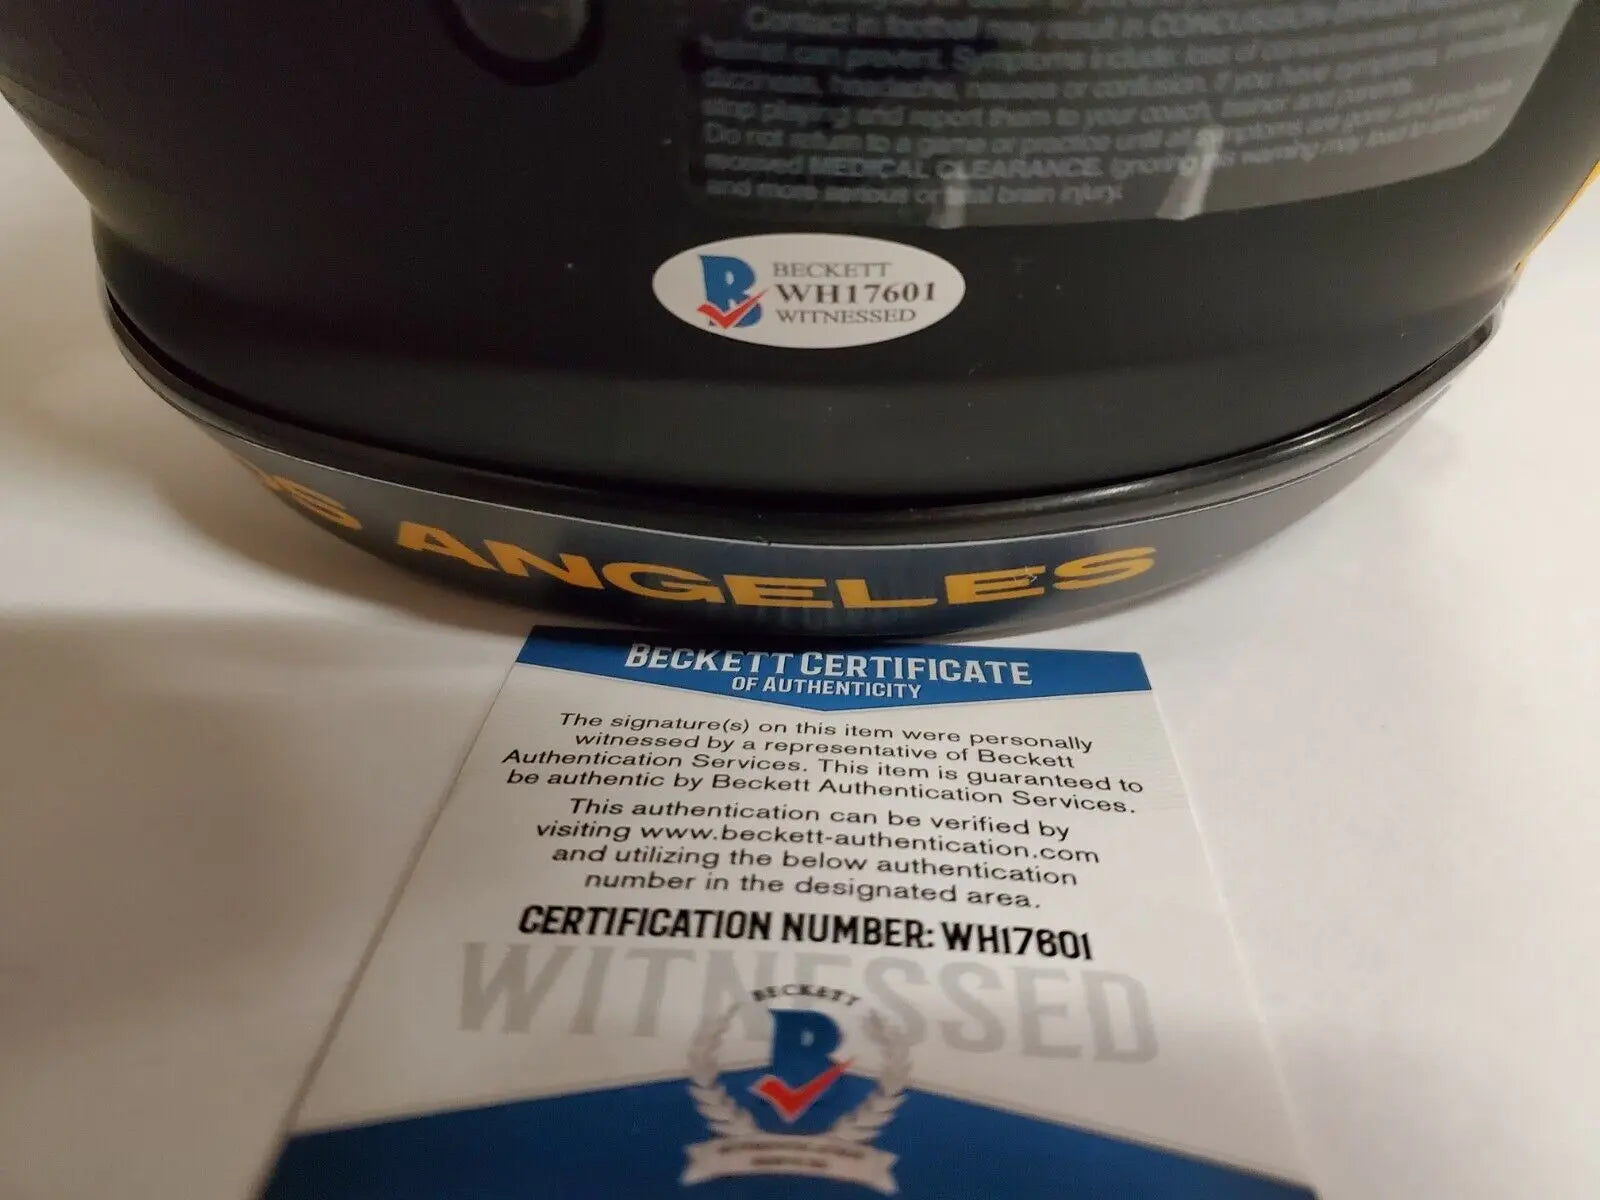 Contact in football may result in CONCUSSION-BRAIN
helmet can prevent. Symptoms include: loss of consciousness or memory,
dizziness, headache, nausea or confusion. If you have symptoms,
stop playing and report them to your coach, trainer and parents.
Do not return to a game or practice until all symptoms are gone and you have
received MEDICAL CLEARANCE. Ignoring this warning may lead to another
and more serious or fatal brain injury.
BECKETT
WH17601
WITNESSED
OS ANGELES
BECKETT CERTIFICATE
OF AUTHENTICITY
The signature(s) on this item were personally
witnessed by a representative of Beckett
Authentication Services. This item is guaranteed to
be authentic by Beckett Authentication Services.
This authentication can be verified by
visiting www.beckett-authentication.com
and utilizing the below authentication
number in the designated area.
CERTIFICATION NUMBER: WH17601
WITNESSED
BECKETT